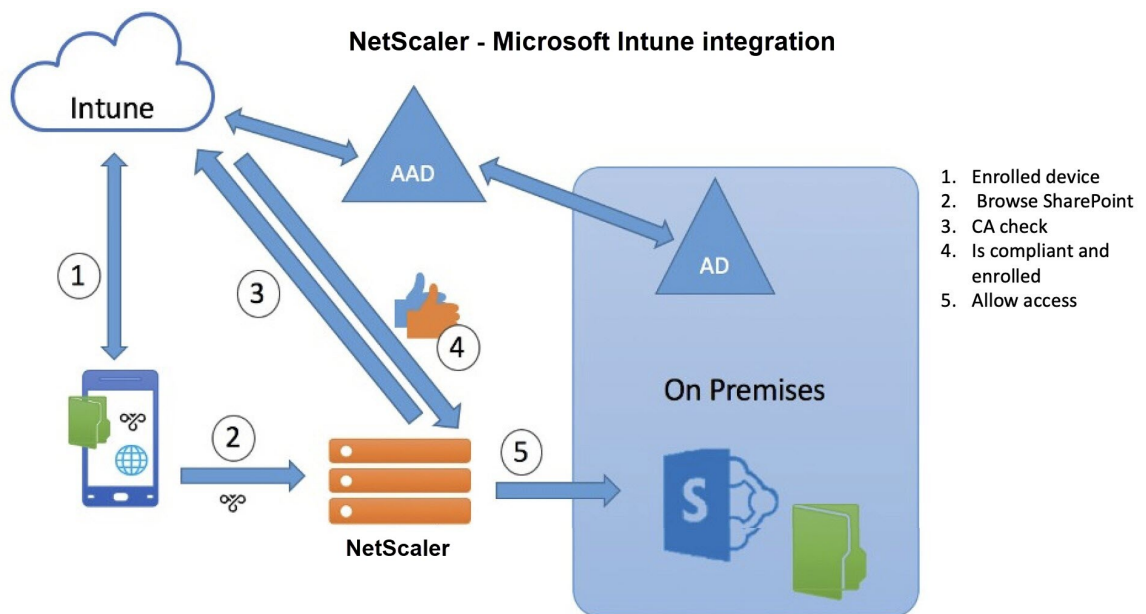 NetScaler - Microsoft Intune integration
Intune
AAD
AD
1. Enrolled device
2. Browse SharePoint
3. CA check
4. Is compliant and
enrolled
5. Allow access
1
3
4
On Premises
2
5
S
NetScaler